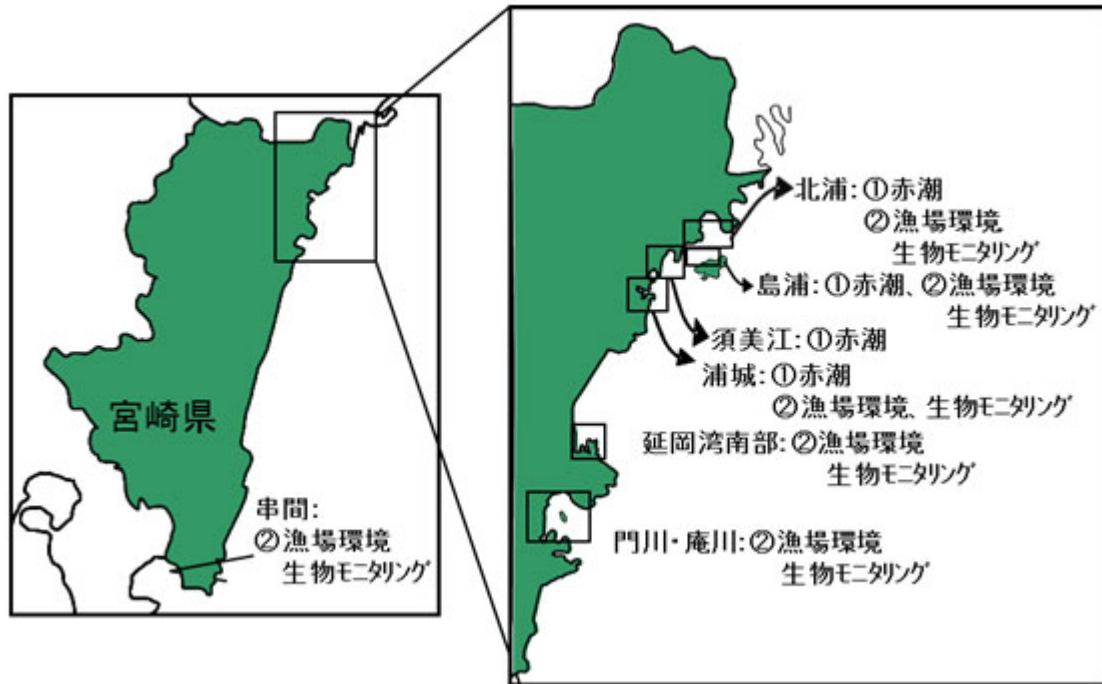 宮崎県
串間:
②漁場環境
生物モニタリング
北浦:①赤潮
②漁場環境
生物モニタリング
島浦:①赤潮、②漁場環境
生物モニタリング
須美江:①赤潮
浦城:①赤潮
②漁場環境、生物モニタリング
延岡湾南部:②漁場環境
生物モニタリング
門川・庵川:②漁場環境
生物モニタリング